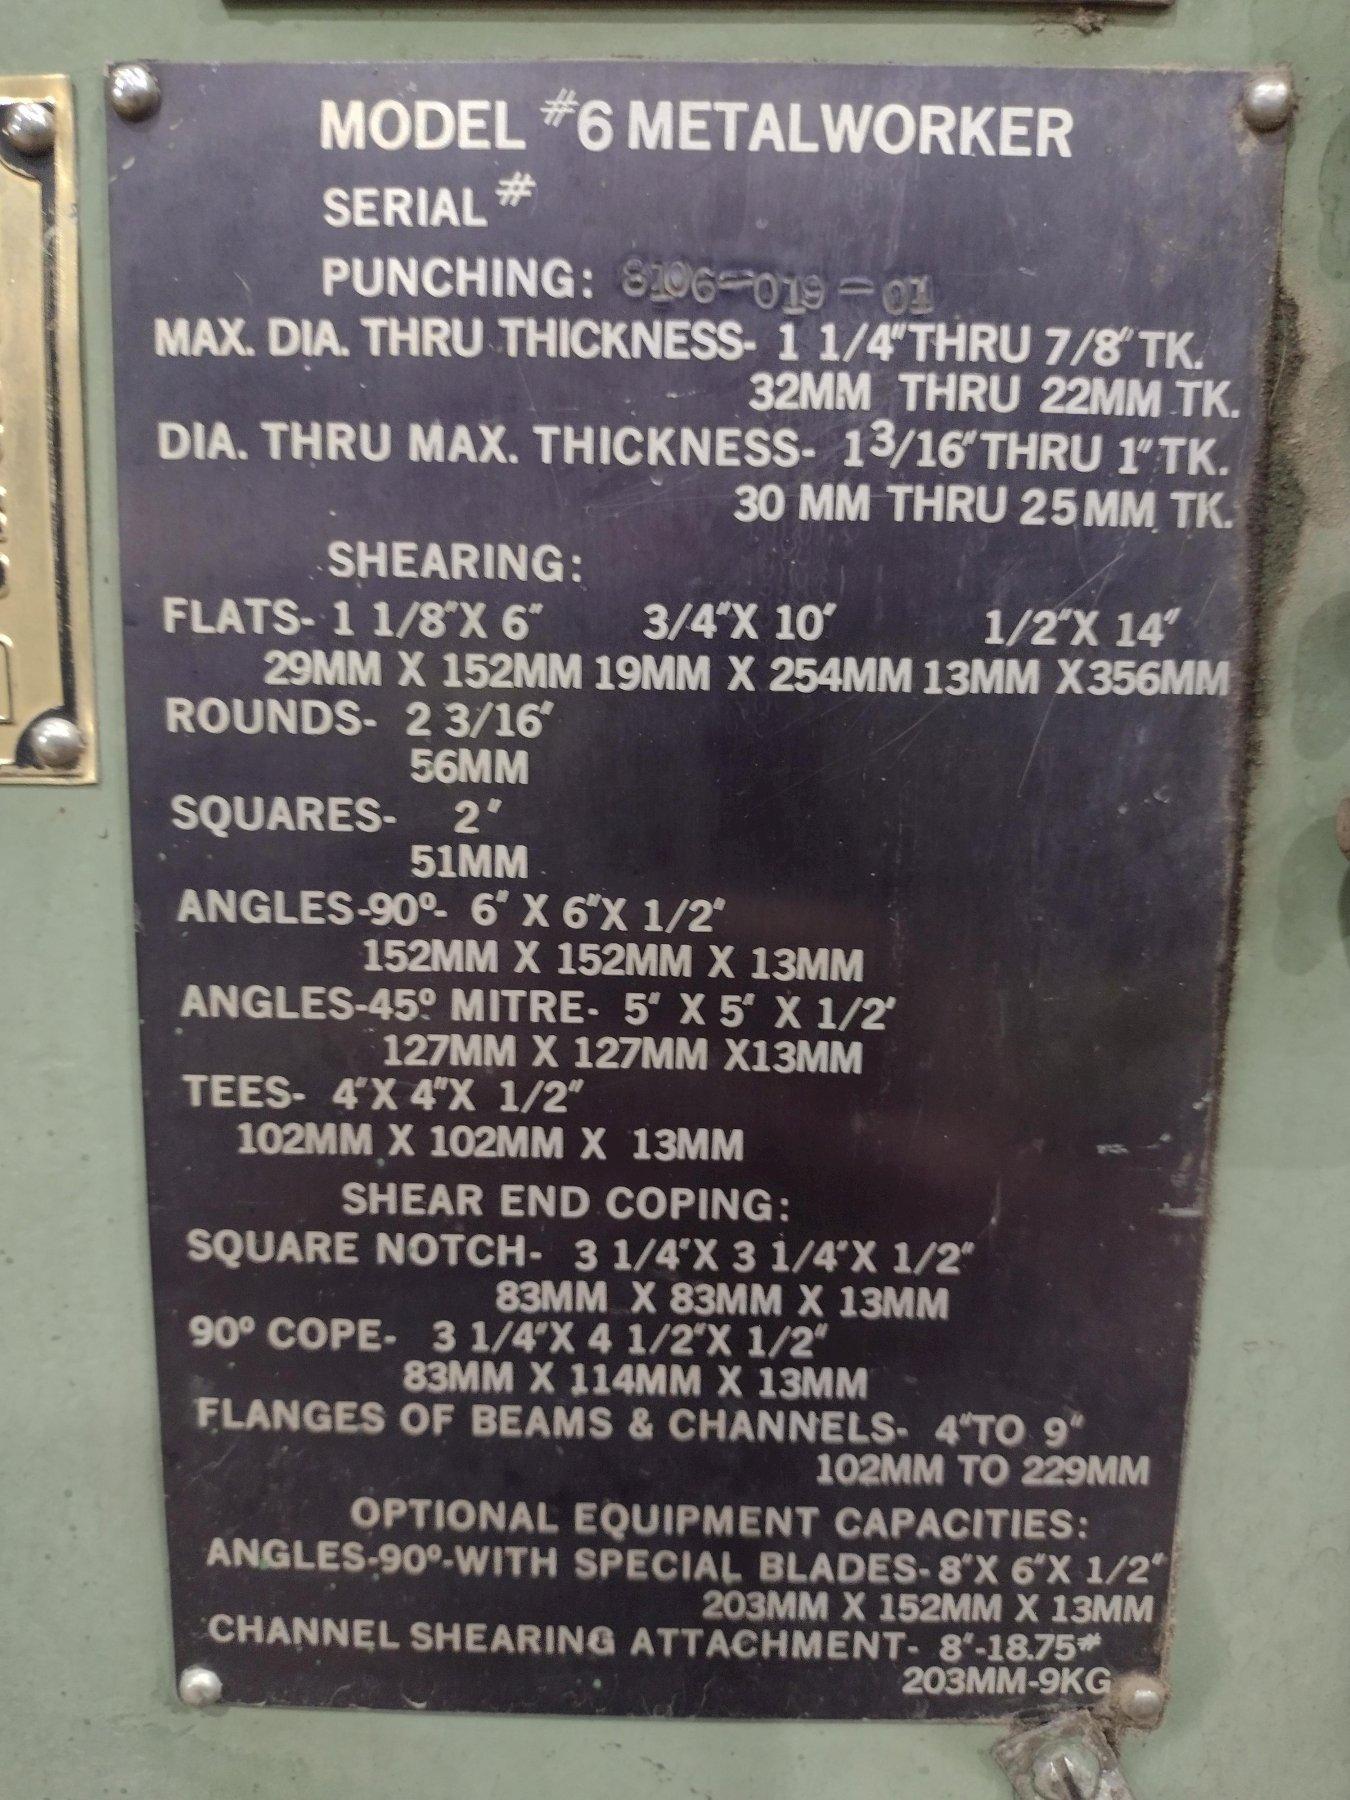 MODEL #6 METALWORKER
SERIAL #
PUNCHING: 8106-019-01
MAX. DIA. THRU THICKNESS- 1 1/4" THRU 7/8" TK.
32MM THRU 22MM TK.
DIA. THRU MAX. THICKNESS- 1 3/16" THRU 1" TK.
30 MM THRU 25MM TK.
SHEARING:
FLATS- 1 1/8"X 6" 3/4"X 10" 1/2"X 14"
29MM X 152MM 19MM X 254MM 13MM X356MM
ROUNDS- 2 3/16"
56MM
SQUARES- 2"
51MM
ANGLES-90º- 6" X 6"X 1/2"
152MM X 152MM X 13MM
ANGLES-45º MITRE- 5" X 5" X 1/2"
127MM X 127MM X13MM
TEES- 4"X 4"X 1/2"
102MM X 102MM X 13MM
SHEAR END COPING:
SQUARE NOTCH- 3 1/4"X 3 1/4"X 1/2"
83MM X 83MM X 13MM
90º COPE- 3 1/4"X 4 1/2"X 1/2"
83MM X 114MM X 13MM
FLANGES OF BEAMS & CHANNELS- 4"TO 9"
102MM TO 229MM
OPTIONAL EQUIPMENT CAPACITIES:
ANGLES-90º-WITH SPECIAL BLADES-8"X 6"X 1/2"
203MM X 152MM X 13MM
CHANNEL SHEARING ATTACHMENT- 8"-18.75#
203MM-9KG